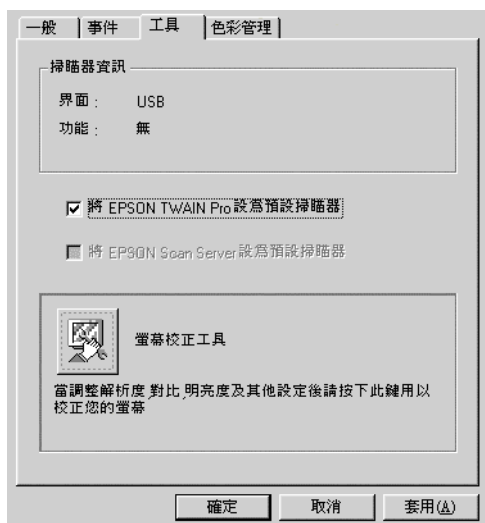 一般
事件
工具
色彩管理
掃瞄器資訊
界面 : USB
功能 : 無
將 EPSON TWAIN Pro 設為預設掃瞄器
將 EPSON Scan Server 設為預設掃瞄器
螢幕校正工具
當調整解析度,對比,明亮度及其他設定後請按下此鍵用以
校正您的螢幕
確定
取消
套用(A)